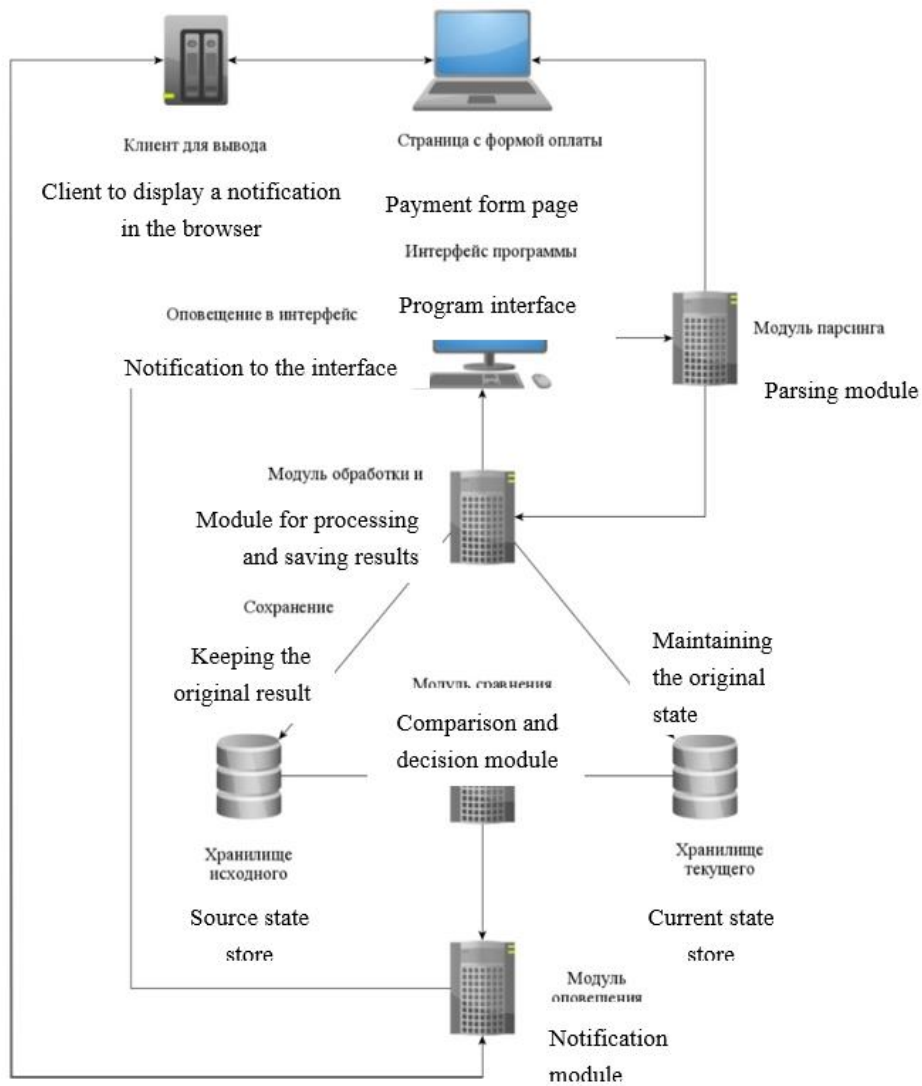 Клиент для вывода
Страница с формой оплаты
Client to display a notification
in the browser
Payment form page
Интерфейс программы
Оповещение в интерфейс
Program interface
Модуль парсинга
Notification to the interface
Parsing module
Модуль обработки и
Module for processing
and saving results
Сохранение
Keeping the
original result
Maintaining
the original
state
Модуль сравнения
Comparison and
decision module
Хранилище
исходного
Хранилище
текущего
Source state
store
Current state
store
Модуль
оповещения
Notification
module